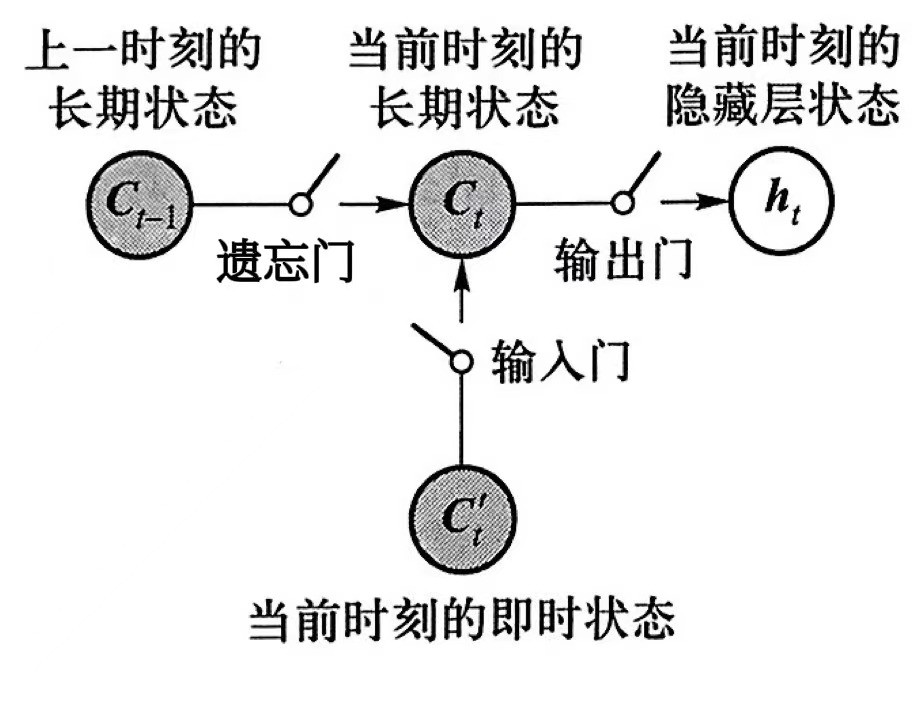 上一时刻的
长期状态
当前时刻的
长期状态
当前时刻的
隐藏层状态
C_{t-1}
C_t
h_t
遗忘门
输出门
输入门
C'_t
当前时刻的即时状态